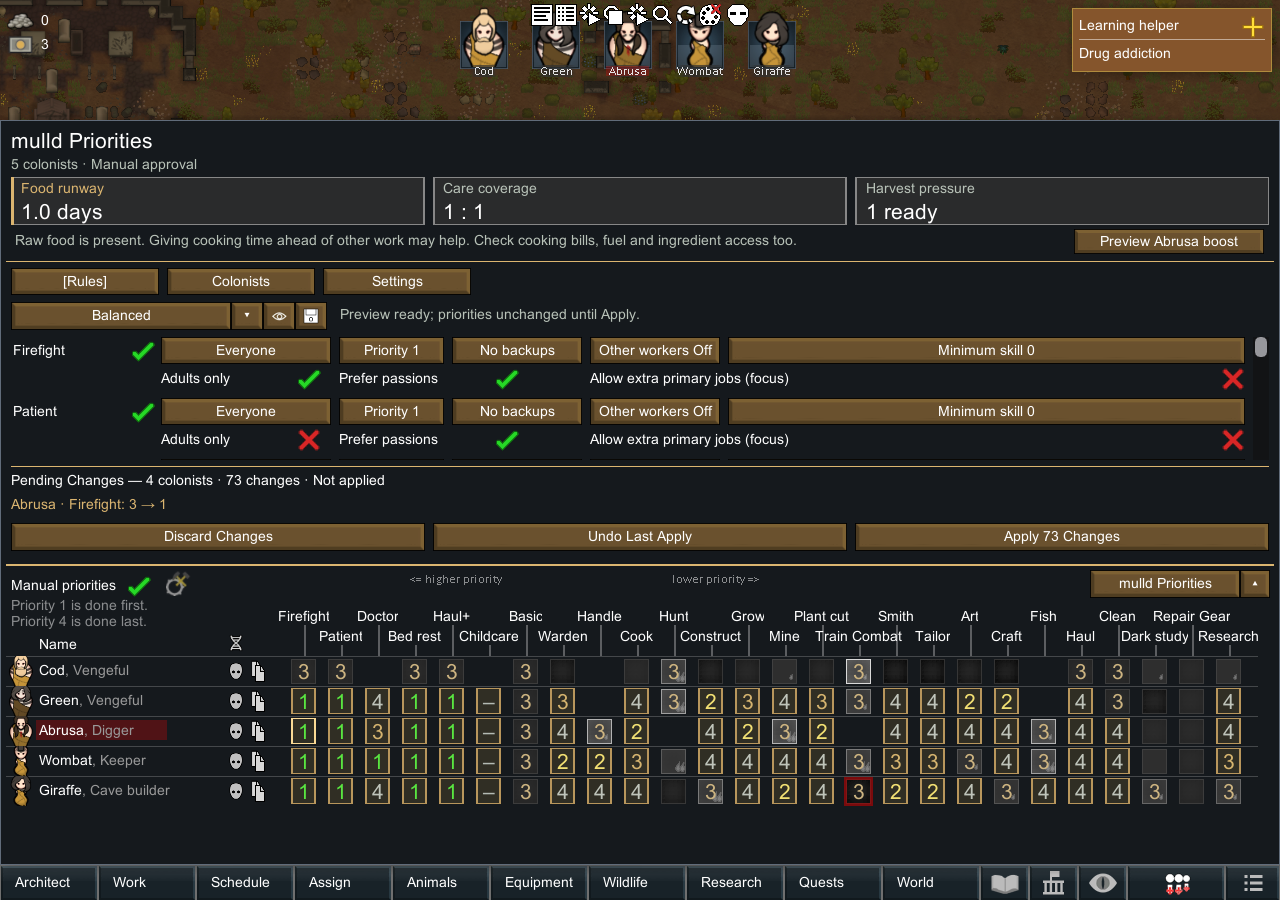 0
3
Cod
Green
Abrusa
Wombat
Giraffe
Learning helper
Drug addiction
mulld Priorities
5 colonists · Manual approval
Food runway
1.0 days
Care coverage
1 : 1
Harvest pressure
1 ready
Raw food is present. Giving cooking time ahead of other work may help. Check cooking bills, fuel and ingredient access too.
Preview Abrusa boost
[Rules] Colonists Settings
Balanced
Preview ready; priorities unchanged until Apply.
Firefight Everyone Priority 1 No backups Other workers Off Minimum skill 0
Adults only Prefer passions Allow extra primary jobs (focus)
Patient Everyone Priority 1 No backups Other workers Off Minimum skill 0
Adults only Prefer passions Allow extra primary jobs (focus)
Pending Changes — 4 colonists · 73 changes · Not applied
Abrusa · Firefight: 3 → 1
Discard Changes Undo Last Apply Apply 73 Changes
Manual priorities
<= higher priority lower priority =>
mulld Priorities
Priority 1 is done first.
Priority 4 is done last.
Firefight Doctor Haul+ Basic Handle Hunt Grow Plant cut Smith Art Fish Clean Repair Gear
Name Patient Bed rest Childcare Warden Cook Construct Mine Train Combat Tailor Craft Haul Dark study Research
Cod, Vengeful 3 3 3 3 3 3 3 3 3
Green, Vengeful 1 1 4 1 1 – 3 3 4 3 2 3 4 3 3 4 4 2 2 4 3 4
Abrusa, Digger 1 1 3 1 1 – 3 4 3 2 4 2 3 2 4 4 4 4 3 4 4 4
Wombat, Keeper 1 1 1 1 1 – 3 2 2 3 4 4 4 4 3 3 3 3 4 3 4 4 3
Giraffe, Cave builder 1 1 4 1 1 – 3 4 4 4 3 4 2 4 3 2 2 4 3 4 4 4 3 3
Architect Work Schedule Assign Animals Equipment Wildlife Research Quests World